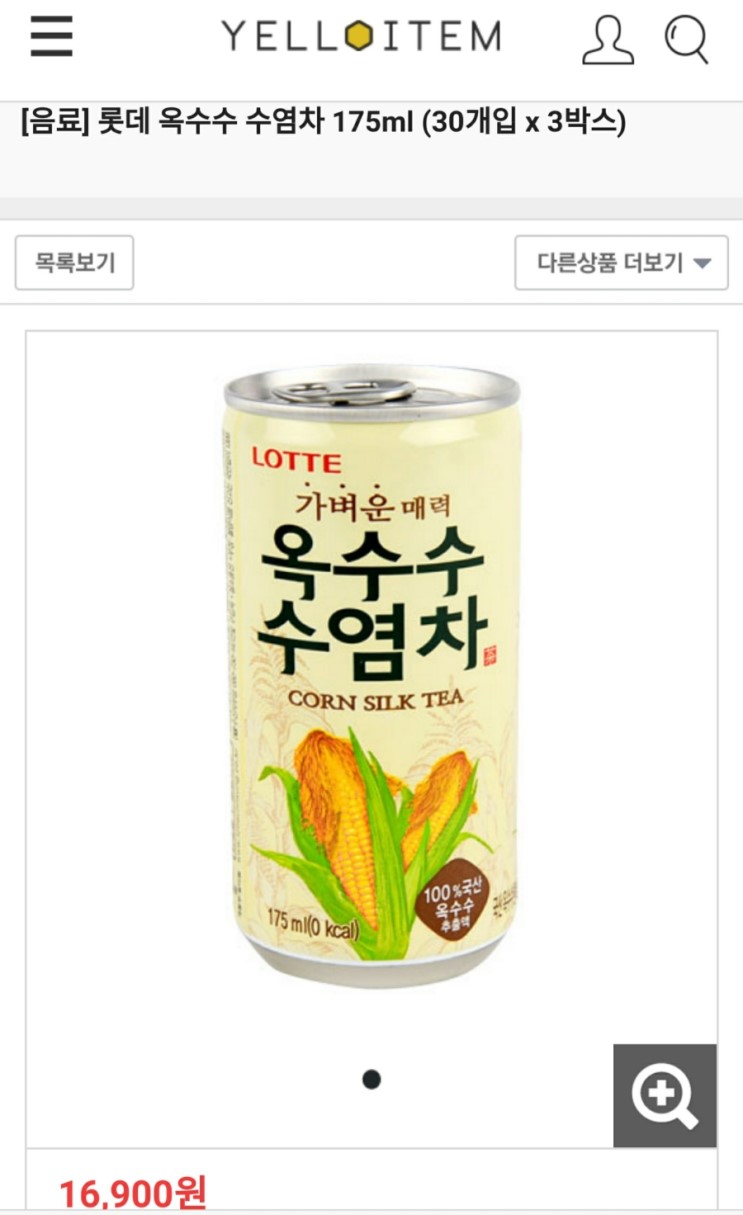 YELLOITEM
[음료] 롯데 옥수수 수염차 175ml (30개입 x 3박스)
목록보기
다른상품 더보기
LOTTE
가벼운 매력
옥수수
수염차
CORN SILK TEA
100%국산
옥수수
추출액
175 ml(0 kcal)
16,900원